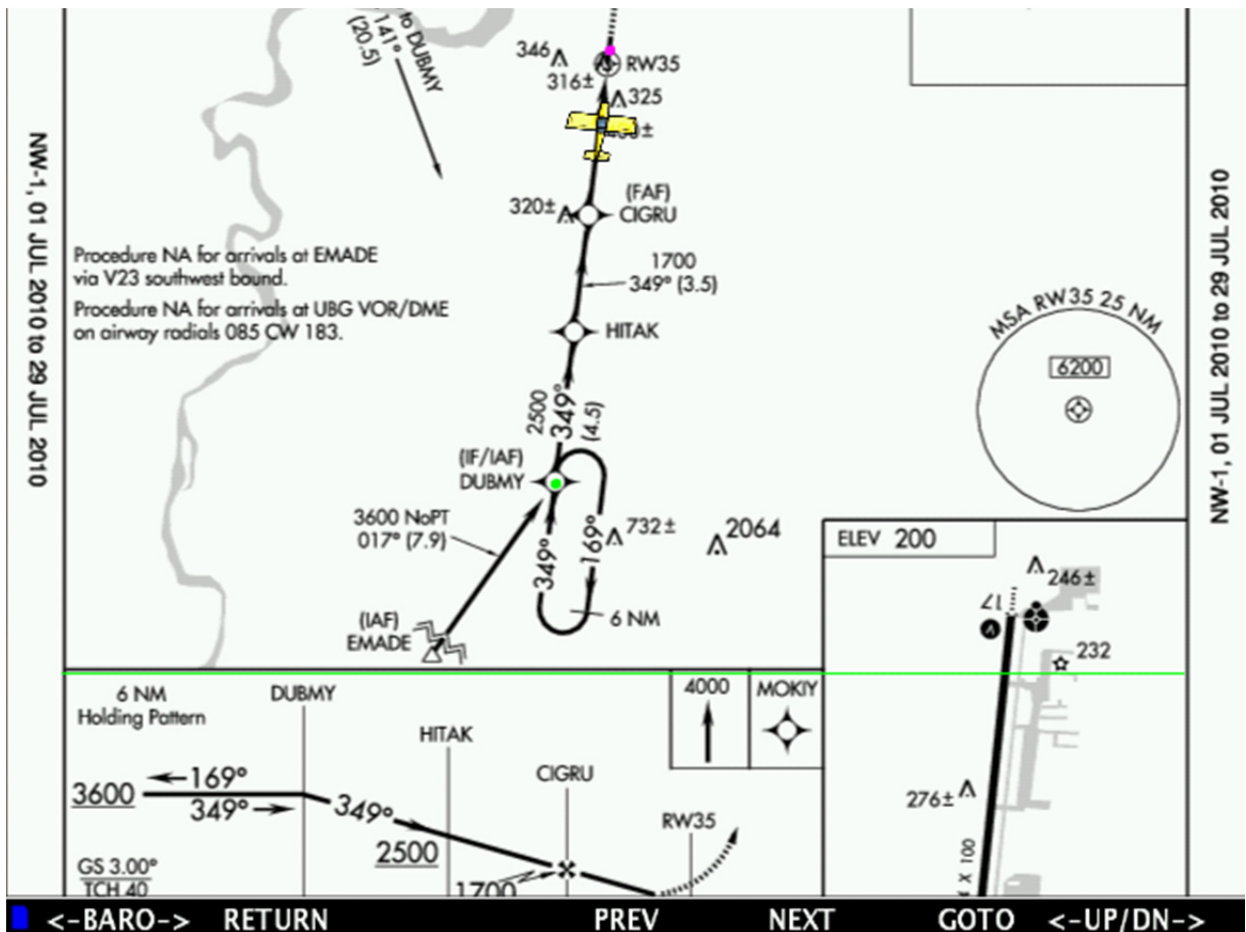 to DUBMY
141°
(20.5)
346
RW35
316±
325
(FAF)
320±
CIGRU
1700
349° (3.5)
Procedure NA for arrivals at EMADE
via V23 southwest bound.
Procedure NA for arrivals at UBG VOR/DME
on airway radials 085 CW 183.
HITAK
MSA RW35 25 NM
6200
2500
349°
(4.5)
(IF/IAF)
DUBMY
3600 NoPT
017° (7.9)
349°
169°
732±
2064
6 NM
(IAF)
EMADE
ELEV 200
246±
17
232
276±
X 100
6 NM
Holding Pattern
DUBMY
HITAK
CIGRU
RW35
4000
MOKIY
169°
3600
349°
349°
2500
1700
GS 3.00°
TCH 40
NW-1, 01 JUL 2010 to 29 JUL 2010
NW-1, 01 JUL 2010 to 29 JUL 2010
<-BARO-> RETURN PREV NEXT GOTO <-UP/DN->